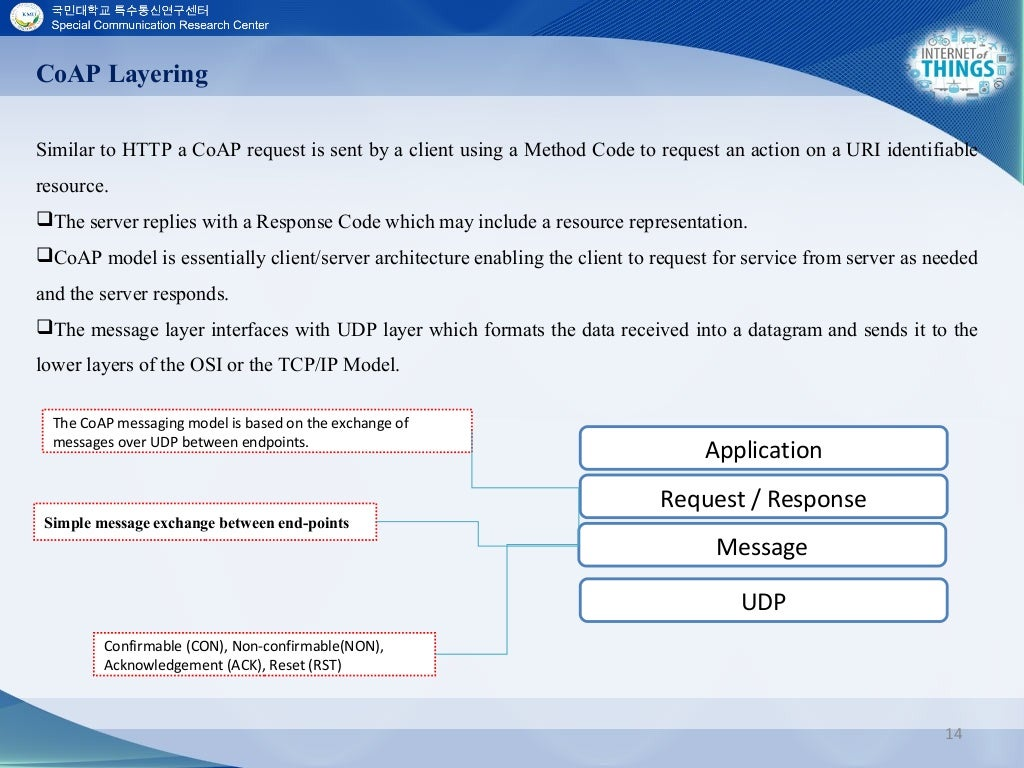 국민대학교 특수통신연구센터
Special Communication Research Center
KMU
INTERNET of
THINGS
CoAP Layering
Similar to HTTP a CoAP request is sent by a client using a Method Code to request an action on a URI identifiable
resource.
❑The server replies with a Response Code which may include a resource representation.
❑CoAP model is essentially client/server architecture enabling the client to request for service from server as needed
and the server responds.
❑The message layer interfaces with UDP layer which formats the data received into a datagram and sends it to the
lower layers of the OSI or the TCP/IP Model.
The CoAP messaging model is based on the exchange of
messages over UDP between endpoints.
Simple message exchange between end-points
Confirmable (CON), Non-confirmable(NON),
Acknowledgement (ACK), Reset (RST)
Application
Request / Response
Message
UDP
14